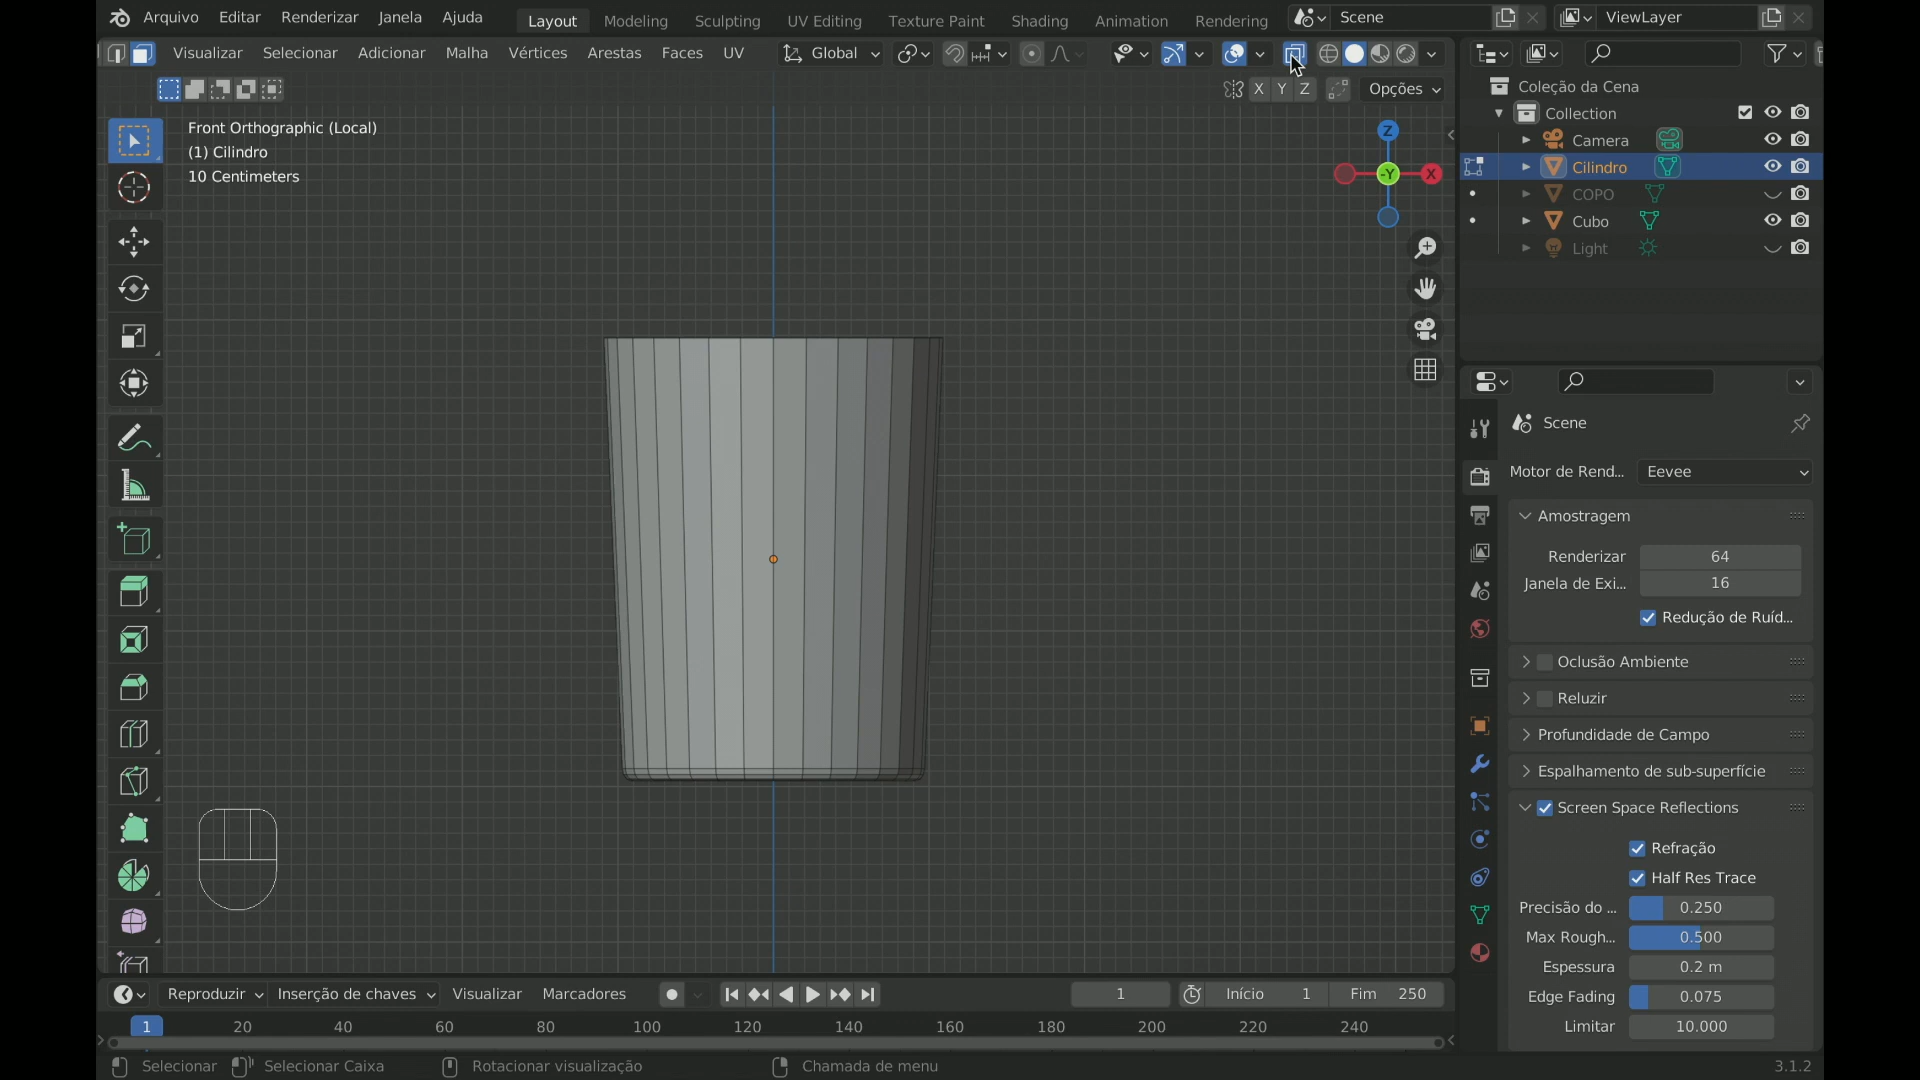 Arquivo Editar Renderizar Janela Ajuda Layout Modeling Sculpting UV Editing Texture Paint Shading Animation Rendering Scene ViewLayer
Visualizar Selecionar Adicionar Malha Vértices Arestas Faces UV Global
X Y Z Opções
Front Orthographic (Local)
(1) Cilindro
10 Centimeters
Z
-Y
X
Coleção da Cena
Collection
Camera
Cilindro
COPO
Cubo
Light
Scene
Motor de Rend... Eevee
Amostragem
Renderizar 64
Janela de Exi... 16
Redução de Ruíd...
Oclusão Ambiente
Reluzir
Profundidade de Campo
Espalhamento de sub-superfície
Screen Space Reflections
Refração
Half Res Trace
Precisão do ... 0.250
Max Rough... 0.500
Espessura 0.2 m
Edge Fading 0.075
Limitar 10.000
Reproduzir Inserção de chaves Visualizar Marcadores 1 Início 1 Fim 250
1 20 40 60 80 100 120 140 160 180 200 220 240
Selecionar Selecionar Caixa Rotacionar visualização Chamada de menu 3.1.2